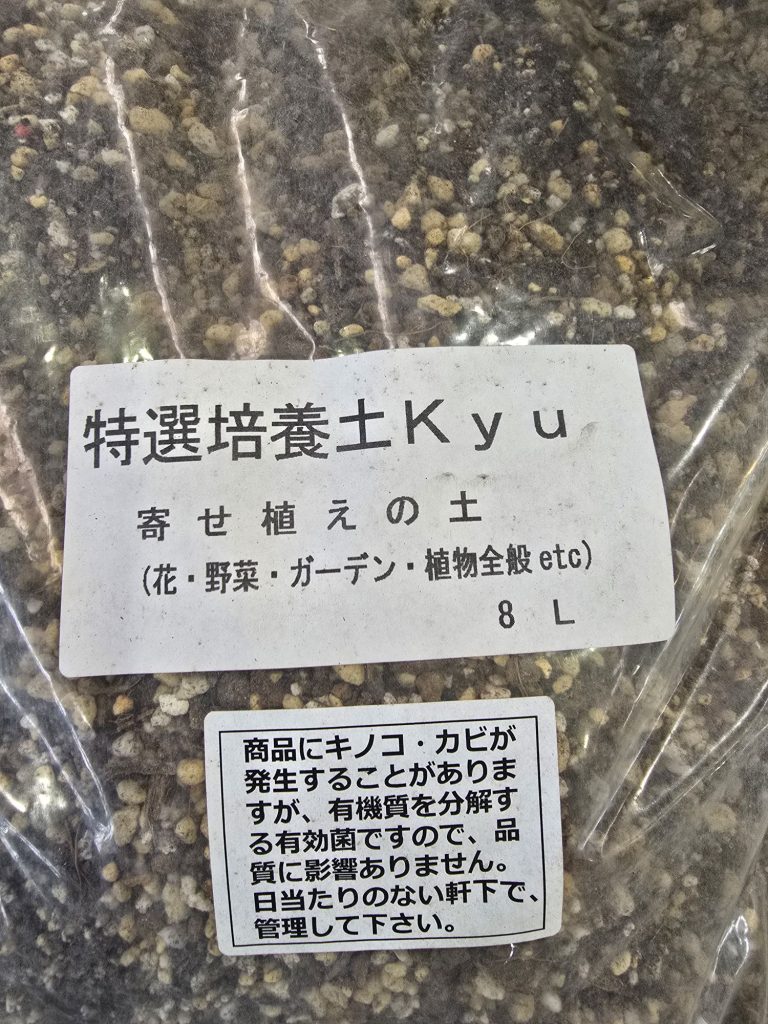 特選培養土Kyu
寄せ植えの土
(花・野菜・ガーデン・植物全般etc)
8 L
商品にキノコ・カビが
発生することがありま
すが、有機質を分解す
る有効菌ですので、品
質に影響ありません。
日当たりのない軒下で、
管理して下さい。